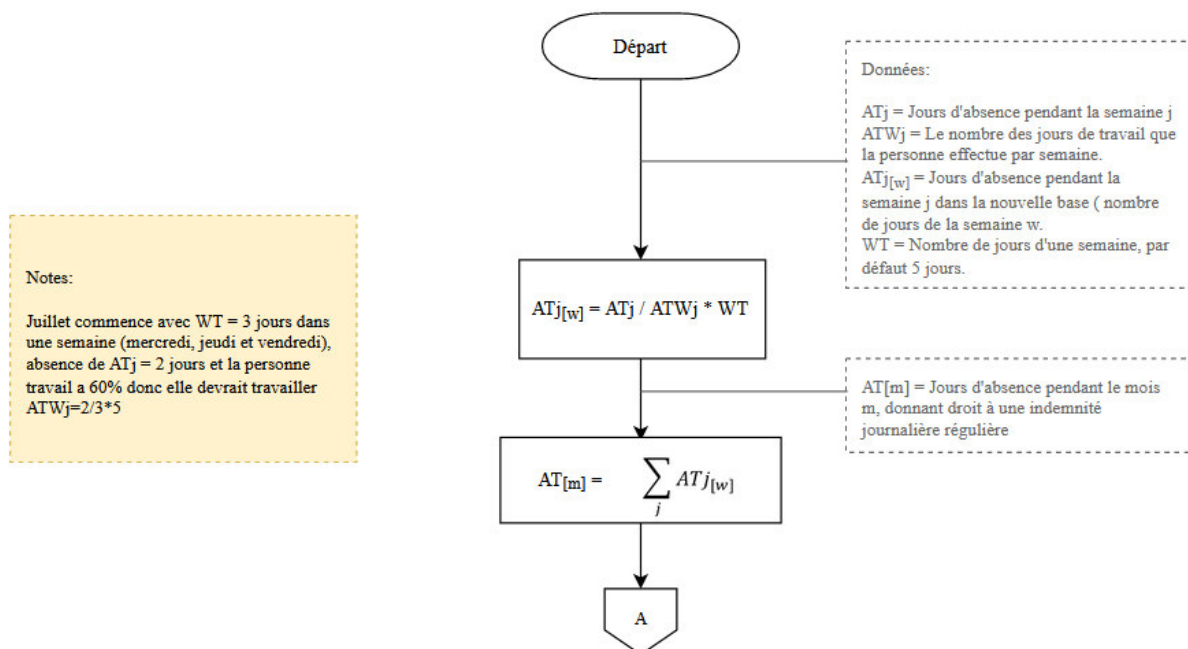 Départ
Données:
ATj = Jours d'absence pendant la semaine j
ATWj = Le nombre des jours de travail que
la personne effectue par semaine.
ATj[w] = Jours d'absence pendant la
semaine j dans la nouvelle base ( nombre
de jours de la semaine w.
WT = Nombre de jours d'une semaine, par
défaut 5 jours.
Notes:
Juillet commence avec WT = 3 jours dans
une semaine (mercredi, jeudi et vendredi),
absence de ATj = 2 jours et la personne
travail a 60% donc elle devrait travailler
ATWj=2/3*5
ATj[w] = ATj / ATWj * WT
AT[m] = Jours d'absence pendant le mois
m, donnant droit à une indemnité
journalière régulière
AT[m] = ∑j ATj[w]
A